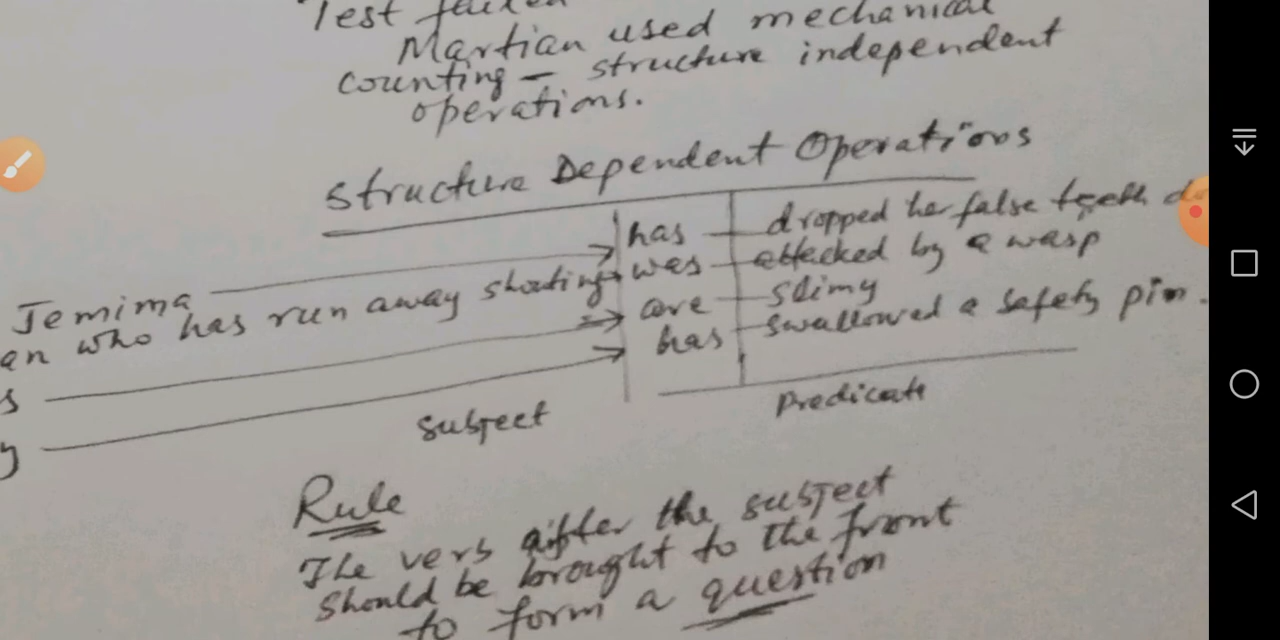 Test failed
Martian used mechanical
counting – structure independent
operations.
Structure Dependent Operations
Jemima has dropped her false teeth
who has run away shouting was attacked by a wasp
s are slimy
y has swallowed a safety pin.
Subject Predicate
Rule
The verb after the subject
should be brought to the front
to form a question